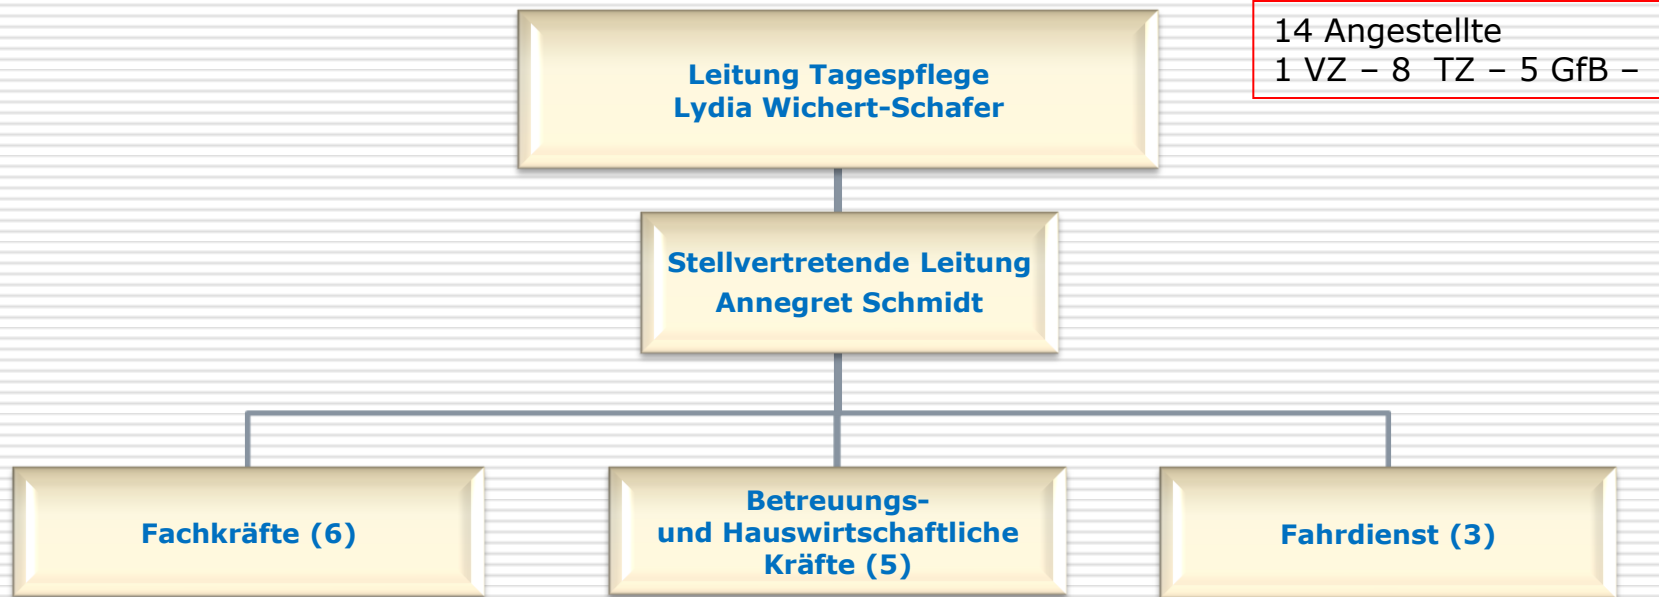 14 Angestellte
1 VZ – 8 TZ – 5 GfB –
Leitung Tagespflege
Lydia Wichert-Schafer
Stellvertretende Leitung
Annegret Schmidt
Fachkräfte (6)
Betreuungs-
und Hauswirtschaftliche
Kräfte (5)
Fahrdienst (3)